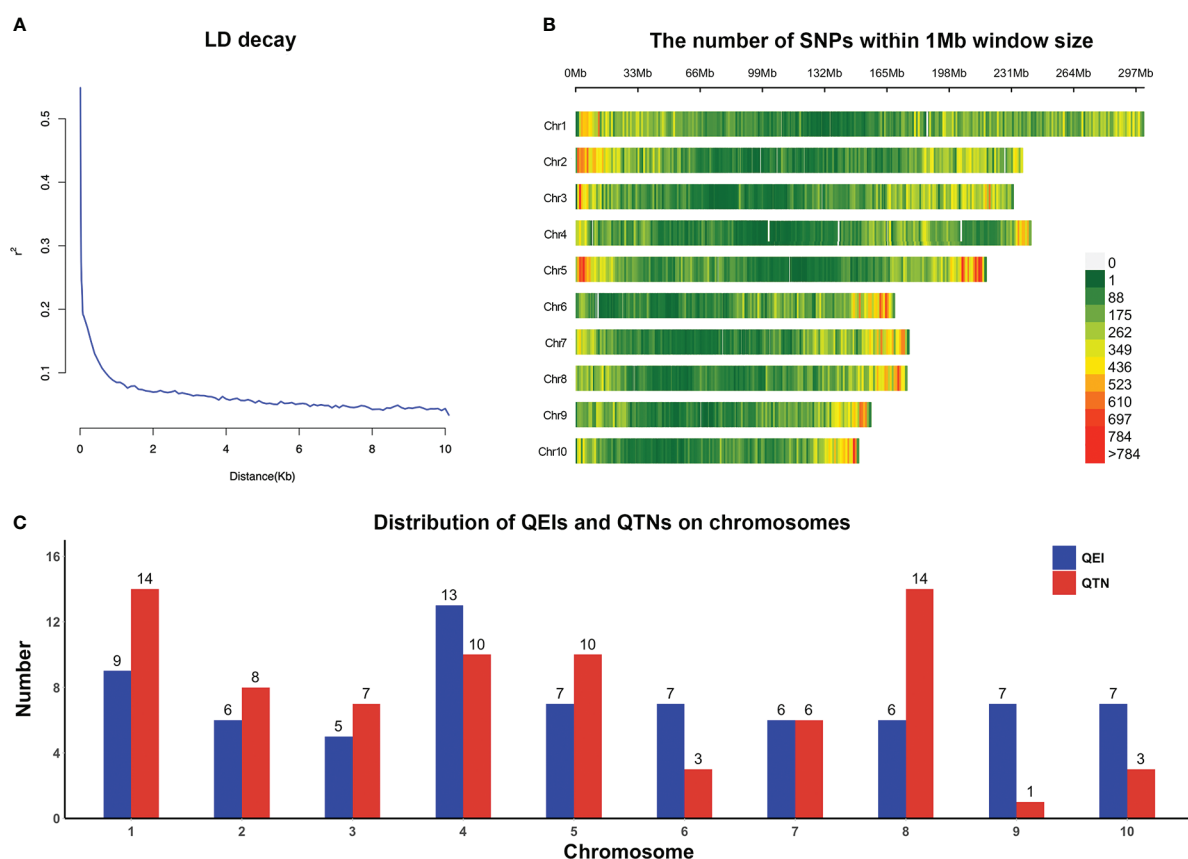 A
LD decay
0.5
0.4
0.3
0.2
0.1
r²
0 2 4 6 8 10
Distance(Kb)
B
The number of SNPs within 1Mb window size
0Mb 33Mb 66Mb 99Mb 132Mb 165Mb 198Mb 231Mb 264Mb 297Mb
Chr1
Chr2
Chr3
Chr4
Chr5
Chr6
Chr7
Chr8
Chr9
Chr10
0
1
88
175
262
349
436
523
610
697
784
>784
C
Distribution of QEIs and QTNs on chromosomes
QEI
QTN
Number
16
12
8
4
0
9 14 6 8 5 7 13 10 7 10 7 3 6 6 6 14 7 1 7 3
1 2 3 4 5 6 7 8 9 10
Chromosome